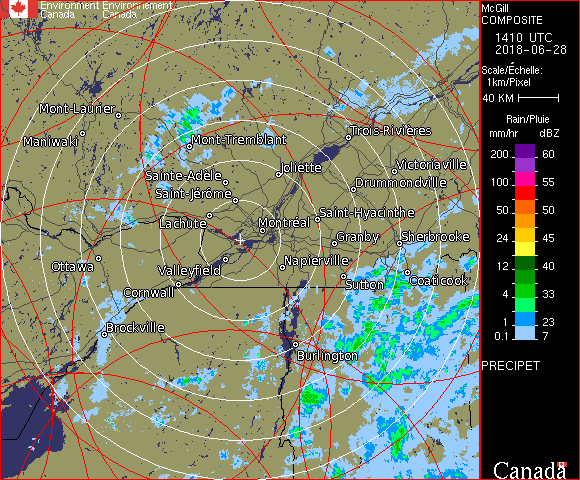 Environment Environnement
Canada Canada
McGill
COMPOSITE
1410 UTC
2018-06-28
Scale/Échelle:
1km/Pixel
40 KM
Rain/Pluie
mm/hr dBZ
200 60
55
100 55
50 50
24 45
12 40
4 33
1 23
0.1 7
PRECIPET
Canada
Mont-Laurier
Maniwaki
Mont-Tremblant
Trois-Rivières
Sainte-Adèle
Joliette
Victoriaville
Saint-Jérôme
Drummondville
Lachute
Montréal
Saint-Hyacinthe
Granby
Sherbrooke
Ottawa
Valleyfield
Napierville
Cornwall
Sutton
Coaticook
Brockville
Burlington